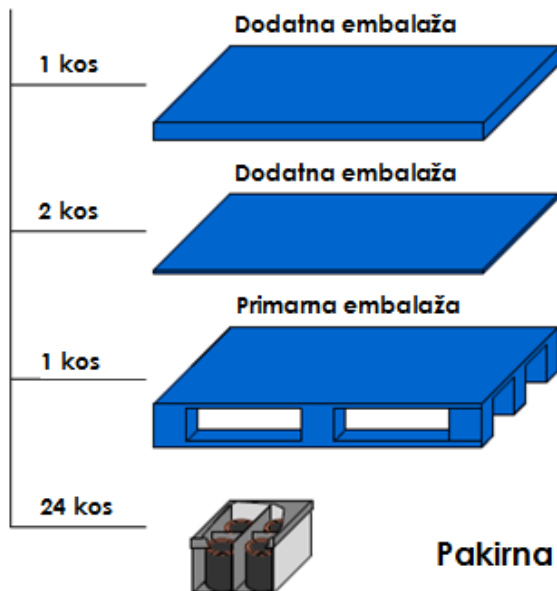 Dodatna embalaža
1 kos
Dodatna embalaža
2 kos
Primarna embalaža
1 kos
24 kos
Pakirna